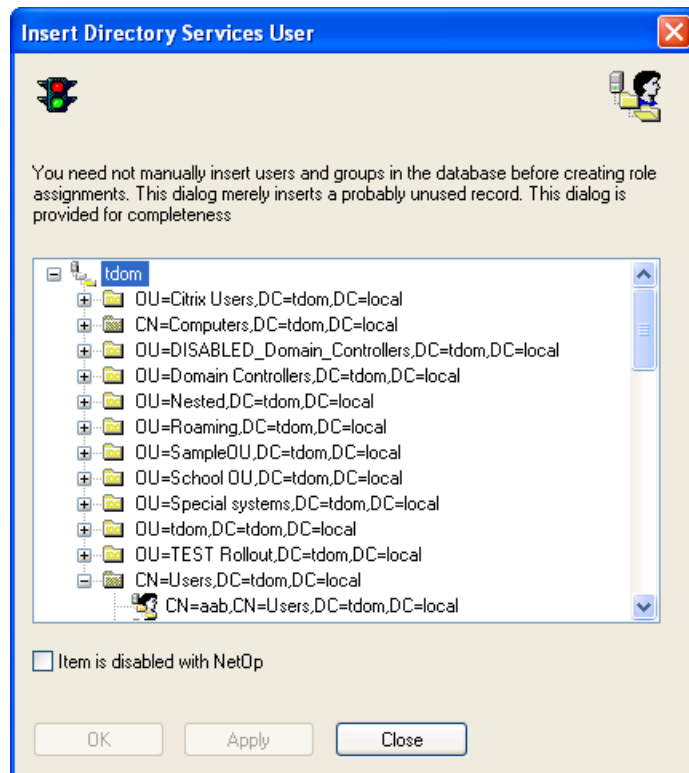 Insert Directory Services User
You need not manually insert users and groups in the database before creating role
assignments. This dialog merely inserts a probably unused record. This dialog is
provided for completeness
tdom
OU=Citrix Users,DC=tdom,DC=local
CN=Computers,DC=tdom,DC=local
OU=DISABLED_Domain_Controllers,DC=tdom,DC=local
OU=Domain Controllers,DC=tdom,DC=local
OU=Nested,DC=tdom,DC=local
OU=Roaming,DC=tdom,DC=local
OU=SampleOU,DC=tdom,DC=local
OU=School OU,DC=tdom,DC=local
OU=Special systems,DC=tdom,DC=local
OU=tdom,DC=tdom,DC=local
OU=TEST Rollout,DC=tdom,DC=local
CN=Users,DC=tdom,DC=local
CN=aab,CN=Users,DC=tdom,DC=local
Item is disabled with NetOp
OK Apply Close